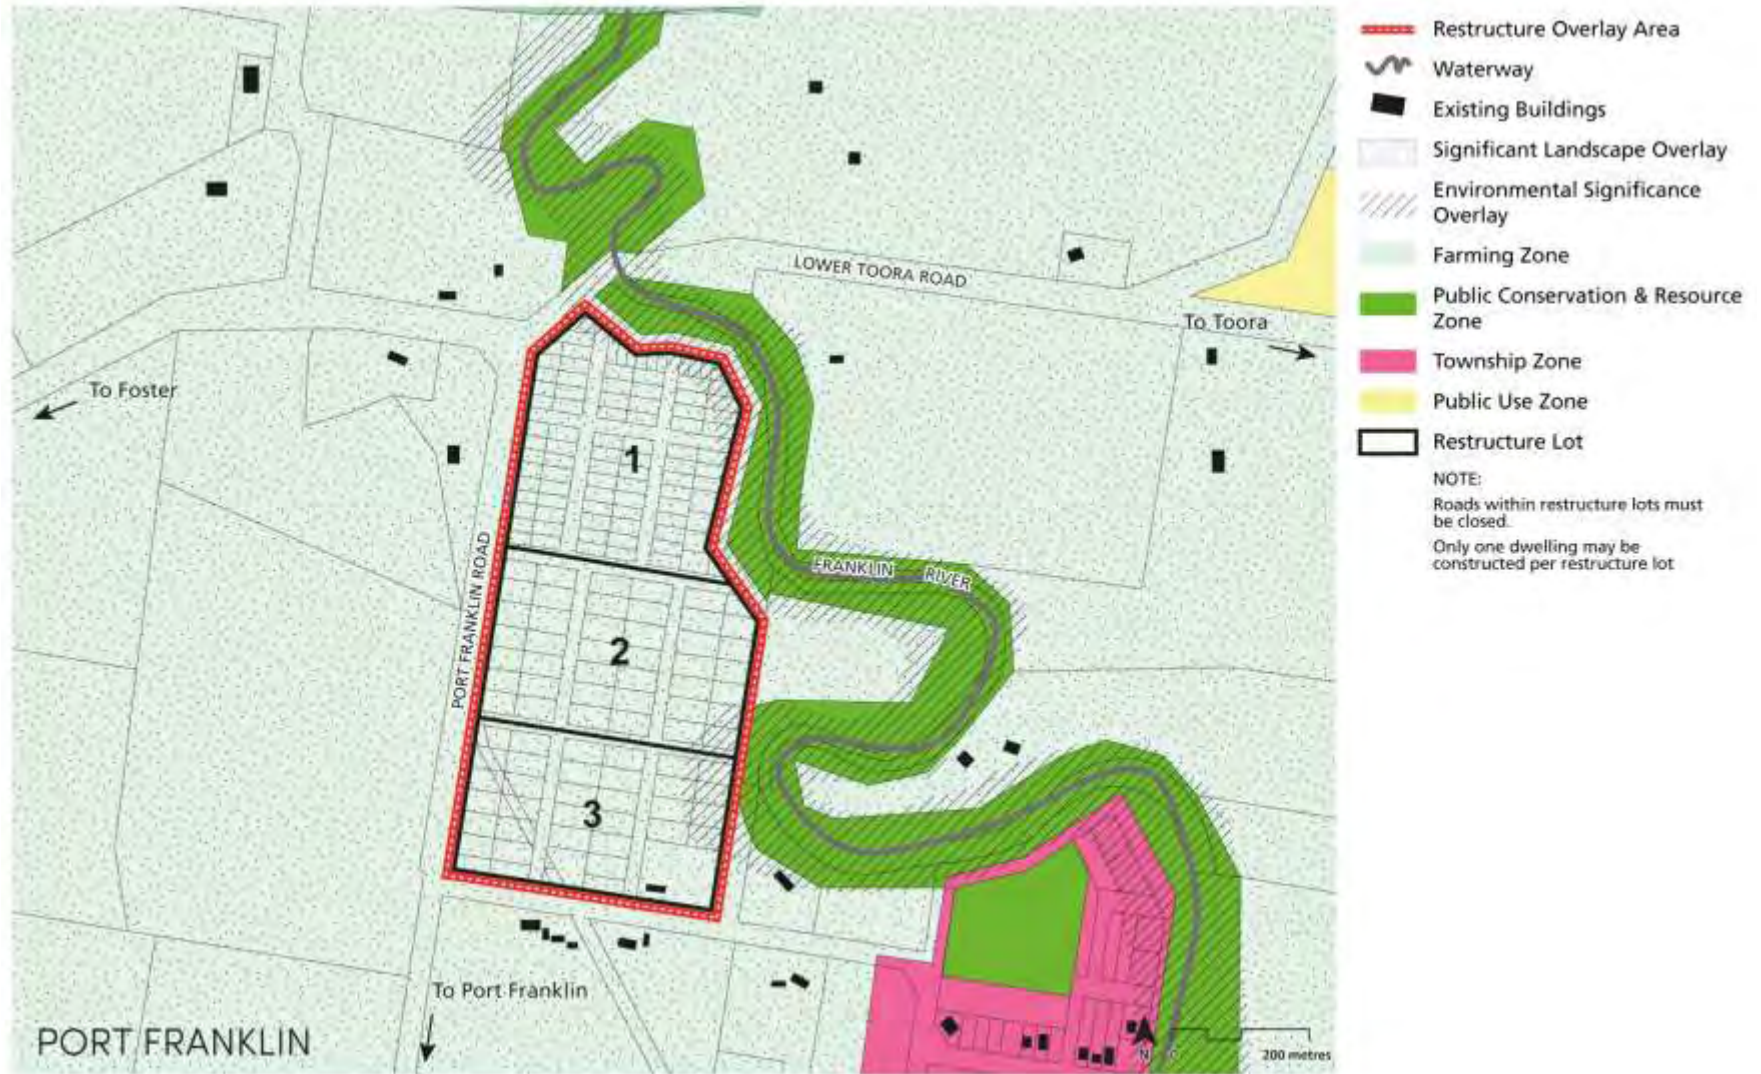 Restructure Overlay Area
Waterway
Existing Buildings
Significant Landscape Overlay
Environmental Significance
Overlay
Farming Zone
Public Conservation & Resource
Zone
Township Zone
Public Use Zone
Restructure Lot
NOTE:
Roads within restructure lots must
be closed.
Only one dwelling may be
constructed per restructure lot
LOWER TOORA ROAD
To Toora
To Foster
1
PORT FRANKLIN ROAD
FRANKLIN RIVER
2
3
To Port Franklin
PORT FRANKLIN
N
200 metres